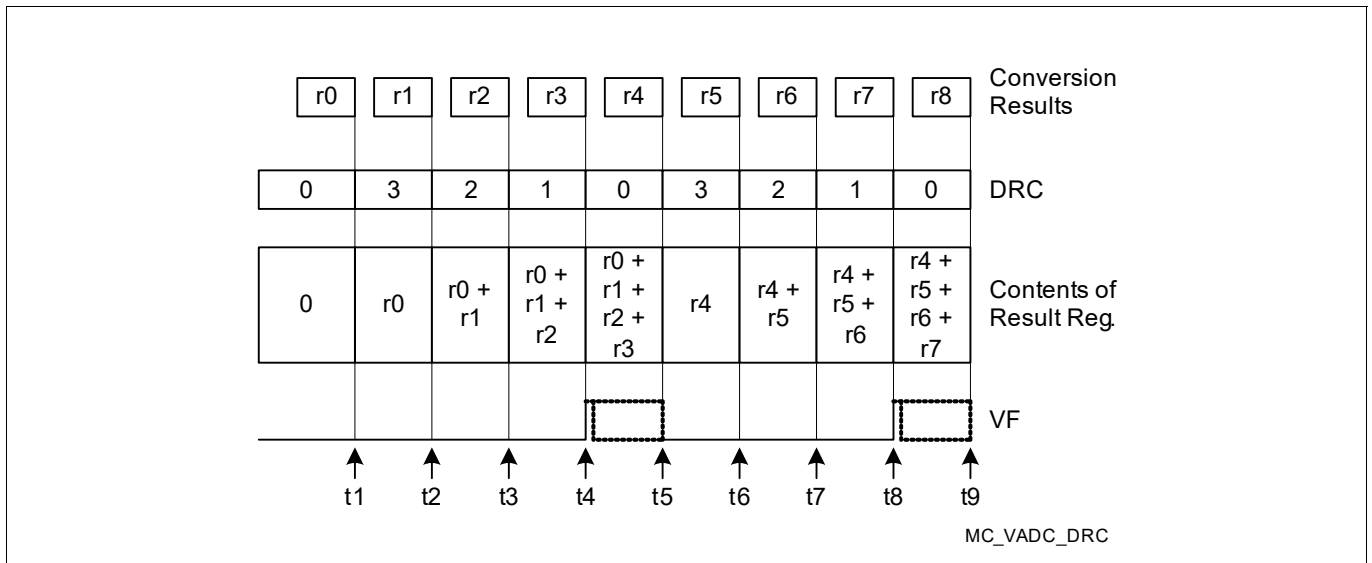 r0 r1 r2 r3 r4 r5 r6 r7 r8
Conversion
Results
0 3 2 1 0 3 2 1 0
DRC
0
r0
r0 +
r1
r0 +
r1 +
r2
r0 +
r1 +
r2 +
r3
r4
r4 +
r5
r4 +
r5 +
r6
r4 +
r5 +
r6 +
r7
Contents of
Result Reg.
VF
t1 t2 t3 t4 t5 t6 t7 t8 t9
MC_VADC_DRC